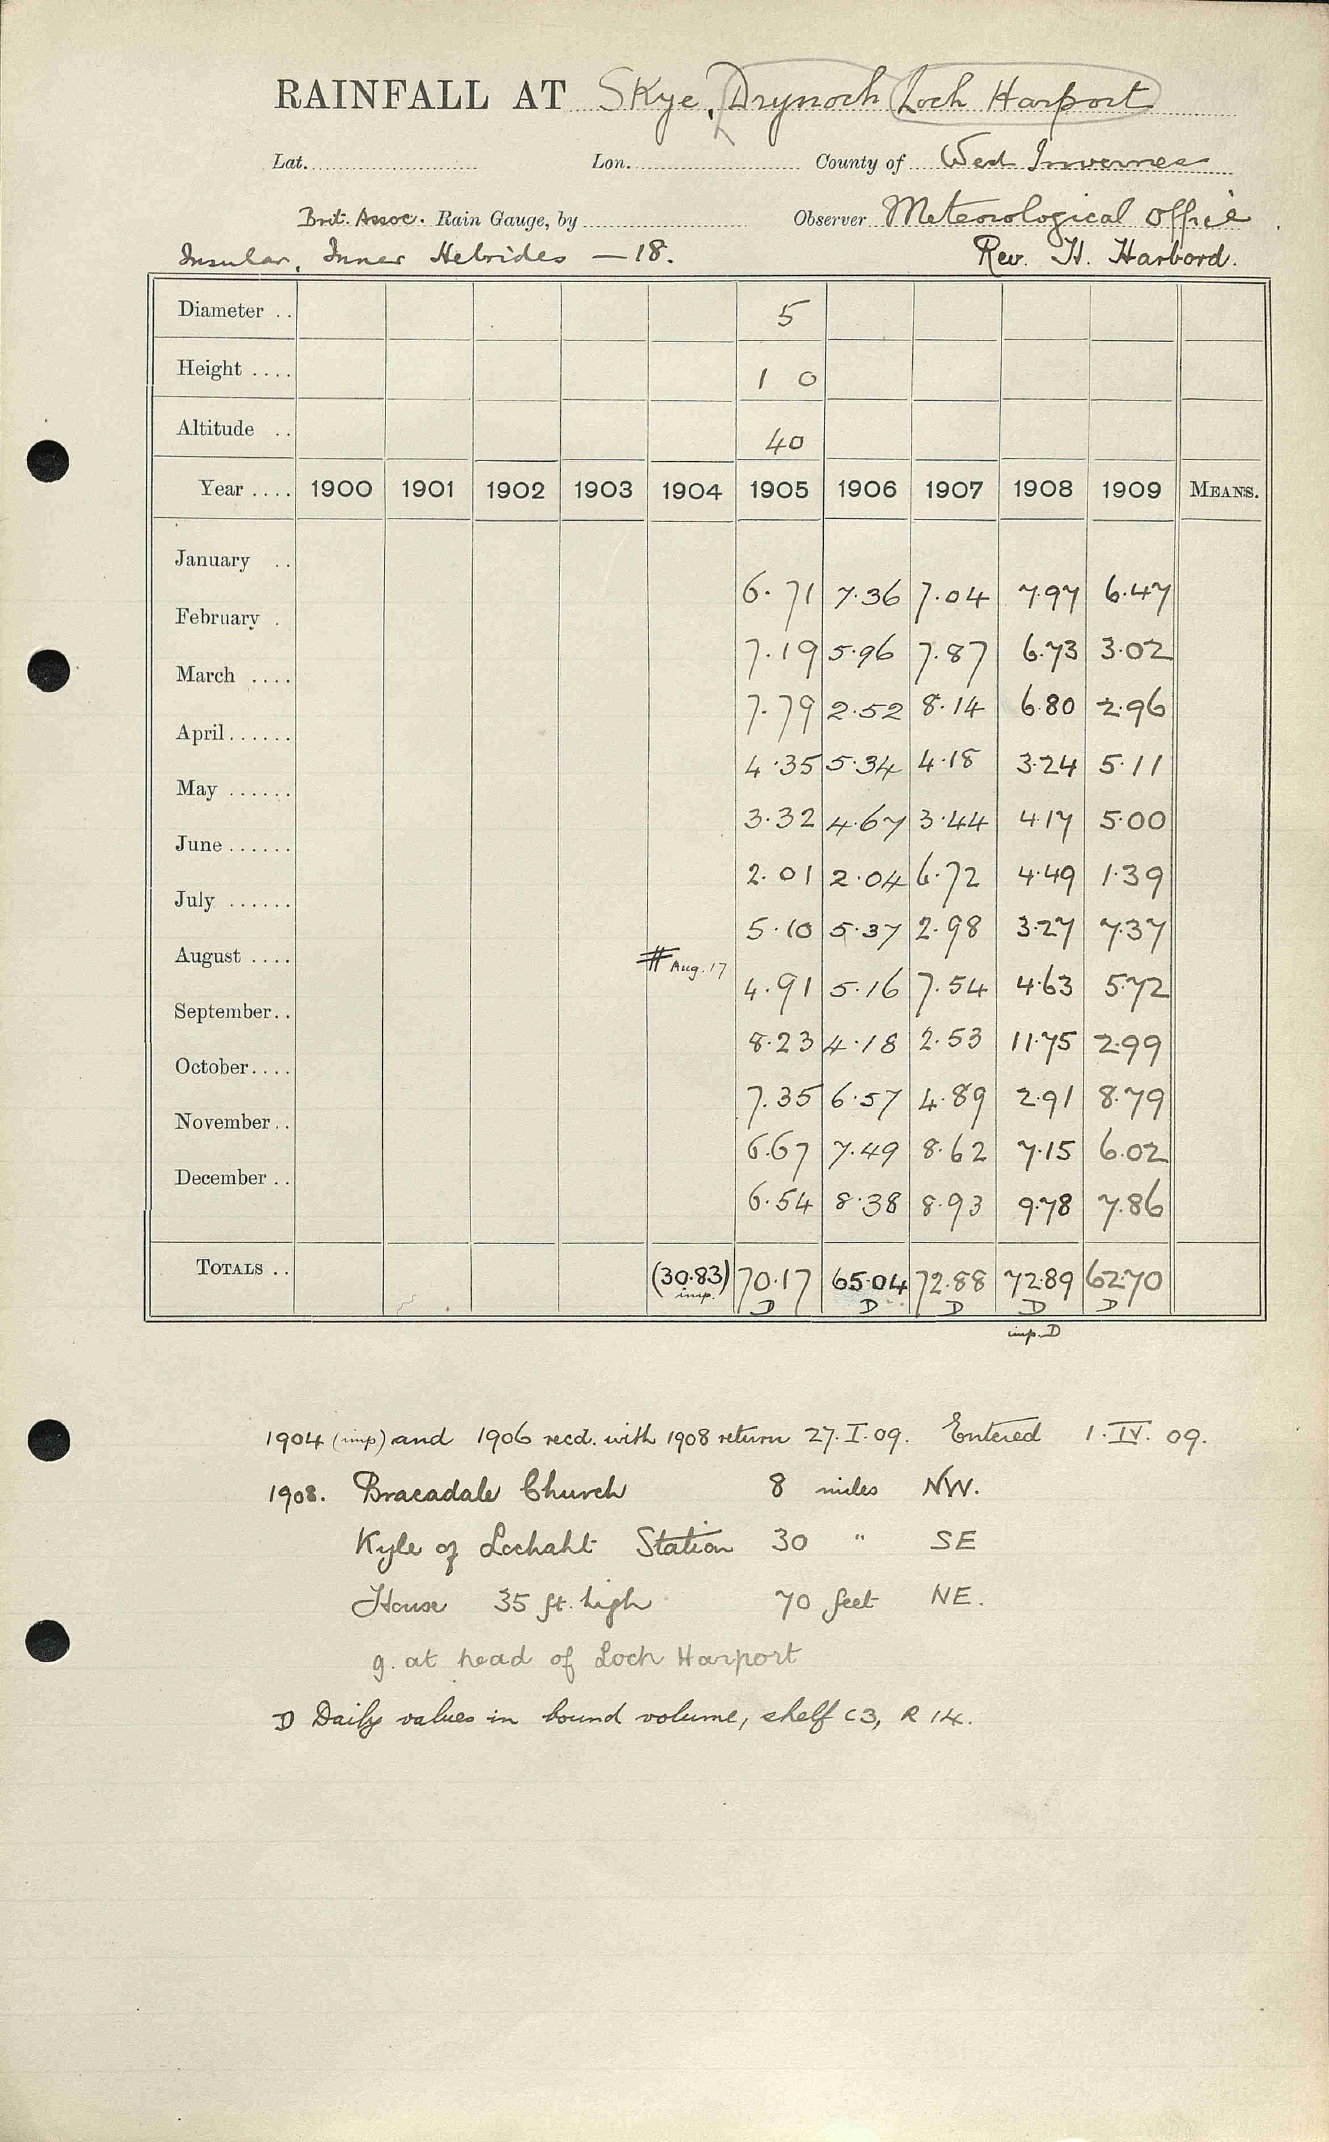 RAINFALL AT Skye, Drynoch Loch Harport
Lat. Lon. County of West Inverness
Brit. Assoc. Rain Gauge, by Observer Meteorological Office
Insular, Inner Hebrides — 18. Rev. H. Harbord.
Diameter .. 5
Height .... 1 0
Altitude .. 40
Year .... 1900 1901 1902 1903 1904 1905 1906 1907 1908 1909 MEANS.
January .. 6.71 7.36 7.04 7.97 6.47
February . 7.19 5.96 7.87 6.73 3.02
March .... 7.79 2.52 8.14 6.80 2.96
April...... 4.35 5.34 4.18 3.24 5.11
May ...... 3.32 4.67 3.44 4.17 5.00
June...... 2.01 2.04 6.72 4.49 1.39
July ...... 5.10 5.37 2.98 3.27 7.37
August .... # Aug. 17 4.91 5.16 7.54 4.63 5.72
September.. 8.23 4.18 2.53 11.75 2.99
October.... 7.35 6.57 4.89 2.91 8.79
November.. 6.67 7.49 8.62 7.15 6.02
December .. 6.54 8.38 8.93 9.78 7.86
TOTALS .. (30.83) 70.17 65.04 72.88 72.89 62.70
imp. D D D D D
imp. D
1904 (imp) and 1906 recd. with 1908 return 27.I.09. Entered 1.IV.09.
1908. Bracadale Church 8 miles NW.
Kyle of Lochalsh Station 30 " SE
House 35 ft. high 70 feet NE.
g. at head of Loch Harport
D Daily values in bound volume, shelf C3, R 14.